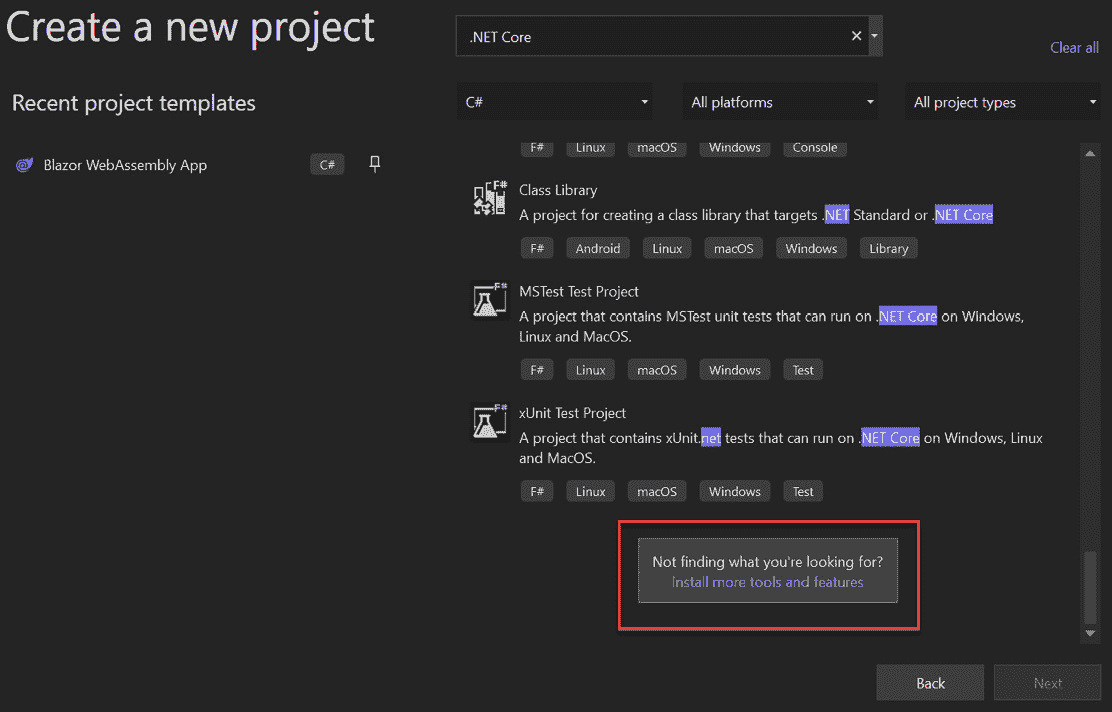 Create a new project
.NET Core
Clear all
Recent project templates
C#
All platforms
All project types
Blazor WebAssembly App
C#
F# Linux macOS Windows Console
F#
Class Library
A project for creating a class library that targets .NET Standard or .NET Core
F# Android Linux macOS Windows Library
F#
MSTest Test Project
A project that contains MSTest unit tests that can run on .NET Core on Windows,
Linux and MacOS.
F# Linux macOS Windows Test
F#
xUnit Test Project
A project that contains xUnit.net tests that can run on .NET Core on Windows, Linux
and MacOS.
F# Linux macOS Windows Test
Not finding what you're looking for?
Install more tools and features
Back
Next